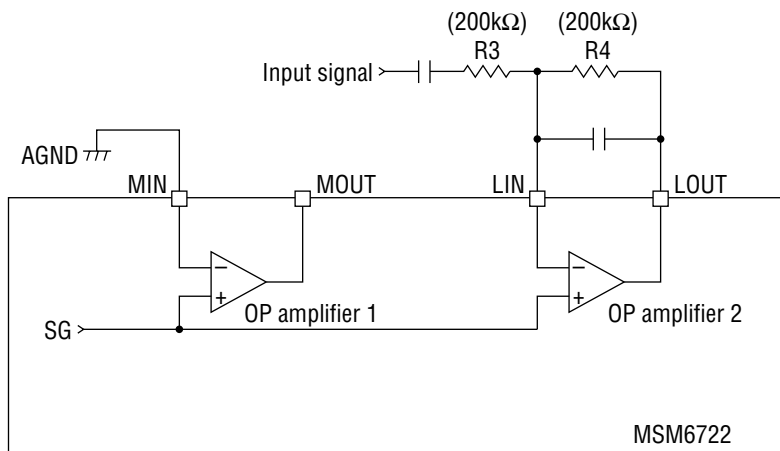 (200kΩ) (200kΩ)
R3 R4
Input signal
AGND
MIN MOUT LIN LOUT
−
+
OP amplifier 1
−
+
OP amplifier 2
SG
MSM6722